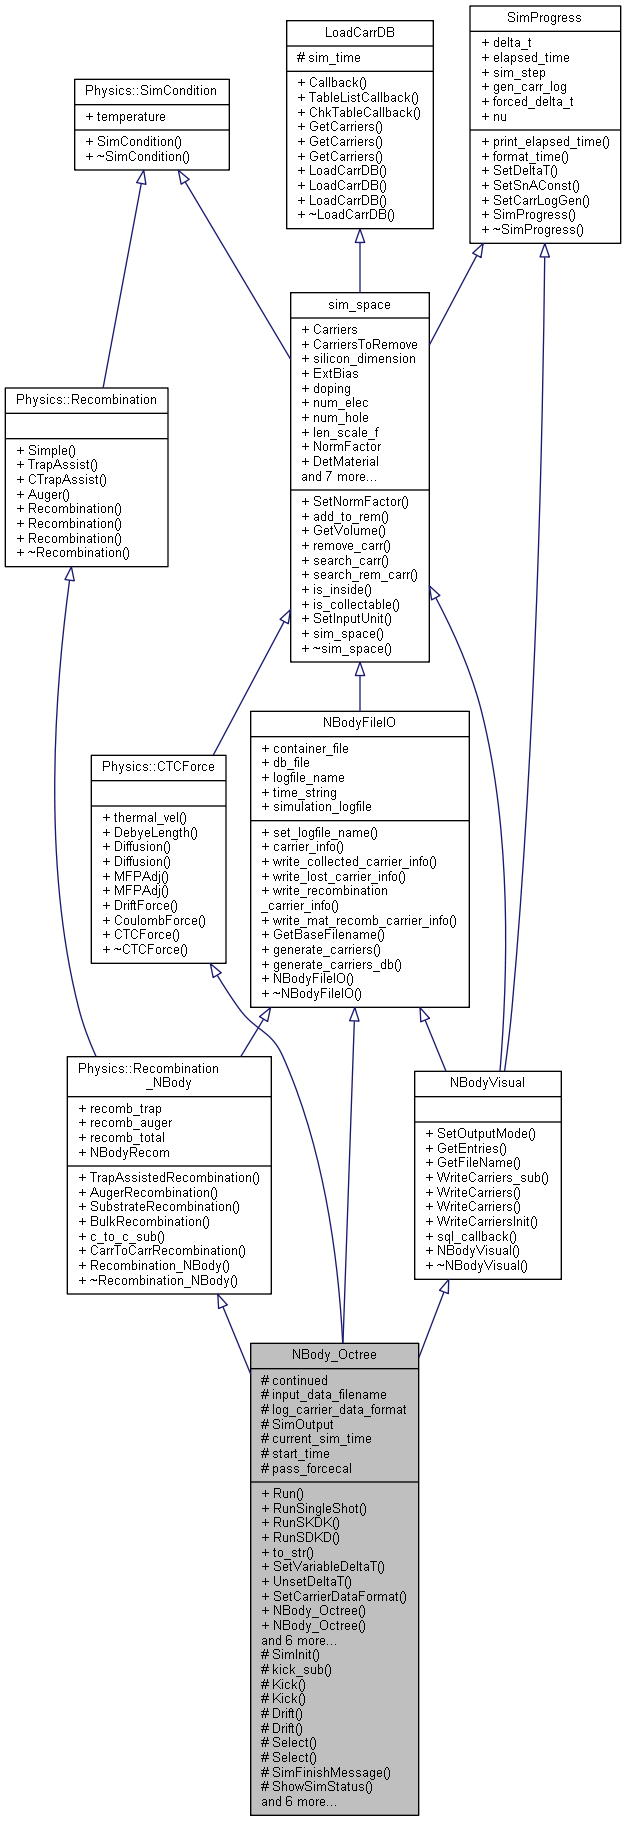 LoadCarrDB
# sim_time
+ Callback()
+ TableListCallback()
+ ChkTableCallback()
+ GetCarriers()
+ GetCarriers()
+ GetCarriers()
+ LoadCarrDB()
+ LoadCarrDB()
+ LoadCarrDB()
+ ~LoadCarrDB()
SimProgress
+ delta_t
+ elapsed_time
+ sim_step
+ gen_carr_log
+ forced_delta_t
+ nu
+ print_elapsed_time()
+ format_time()
+ SetDeltaT()
+ SetSnAConst()
+ SetCarrLogGen()
+ SimProgress()
+ ~SimProgress()
Physics::SimCondition
+ temperature
+ SimCondition()
+ ~SimCondition()
sim_space
+ Carriers
+ CarriersToRemove
+ silicon_dimension
+ ExtBias
+ doping
+ num_elec
+ num_hole
+ len_scale_f
+ NormFactor
+ DetMaterial
and 7 more...
+ SetNormFactor()
+ add_to_rem()
+ GetVolume()
+ remove_carr()
+ search_carr()
+ search_rem_carr()
+ is_inside()
+ is_collectable()
+ SetInputUnit()
+ sim_space()
+ ~sim_space()
Physics::Recombination
+ Simple()
+ TrapAssist()
+ CTrapAssist()
+ Auger()
+ Recombination()
+ Recombination()
+ Recombination()
+ ~Recombination()
NBodyFileIO
+ container_file
+ db_file
+ logfile_name
+ time_string
+ simulation_logfile
+ set_logfile_name()
+ carrier_info()
+ write_collected_carrier_info()
+ write_lost_carrier_info()
+ write_recombination
_carrier_info()
+ write_mat_recomb_carrier_info()
+ GetBaseFilename()
+ generate_carriers()
+ generate_carriers_db()
+ NBodyFileIO()
+ ~NBodyFileIO()
Physics::CTCForce
+ thermal_vel()
+ DebyeLength()
+ Diffusion()
+ Diffusion()
+ MFPAdj()
+ MFPAdj()
+ DriftForce()
+ CoulombForce()
+ CTCForce()
+ ~CTCForce()
Physics::Recombination
_NBody
+ recomb_trap
+ recomb_auger
+ recomb_total
+ NBodyRecom
+ TrapAssistedRecombination()
+ AugerRecombination()
+ SubstrateRecombination()
+ BulkRecombination()
+ c_to_c_sub()
+ CarrToCarrRecombination()
+ Recombination_NBody()
+ ~Recombination_NBody()
NBodyVisual
+ SetOutputMode()
+ GetEntries()
+ GetFileName()
+ WriteCarriers_sub()
+ WriteCarriers()
+ WriteCarriers()
+ WriteCarriersInit()
+ sql_callback()
+ NBodyVisual()
+ ~NBodyVisual()
NBody_Octree
# continued
# input_data_filename
# log_carrier_data_format
# SimOutput
# current_sim_time
# start_time
# pass_forcecal
+ Run()
+ RunSingleShot()
+ RunSKDK()
+ RunSDKD()
+ to_str()
+ SetVariableDeltaT()
+ UnsetDeltaT()
+ SetCarrierDataFormat()
+ NBody_Octree()
+ NBody_Octree()
and 6 more...
# SimInit()
# kick_sub()
# Kick()
# Kick()
# Drift()
# Drift()
# Select()
# Select()
# SimFinishMessage()
# ShowSimStatus()
and 6 more...